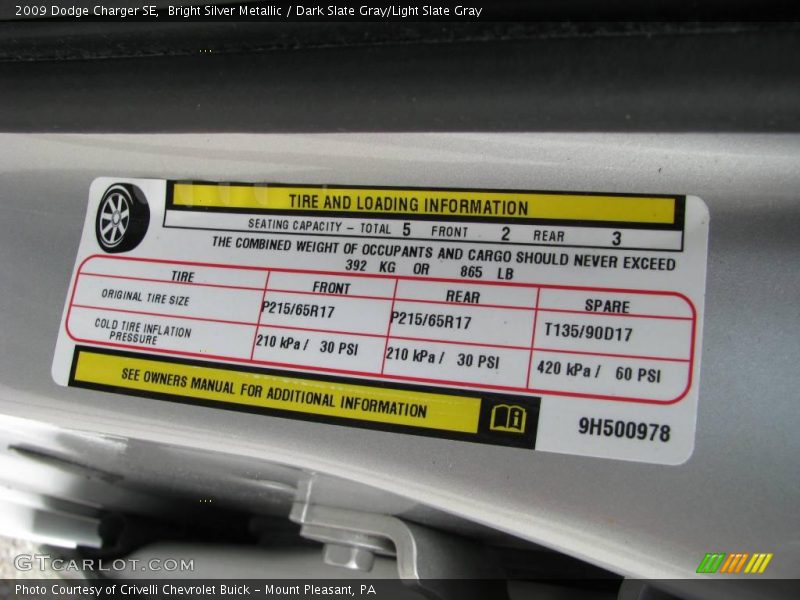 2009 Dodge Charger SE, Bright Silver Metallic / Dark Slate Gray/Light Slate Gray
TIRE AND LOADING INFORMATION
SEATING CAPACITY – TOTAL 5 FRONT 2 REAR 3
THE COMBINED WEIGHT OF OCCUPANTS AND CARGO SHOULD NEVER EXCEED
392 KG OR 865 LB
TIRE FRONT REAR SPARE
ORIGINAL TIRE SIZE P215/65R17 P215/65R17 T135/90D17
COLD TIRE INFLATION
PRESSURE 210 kPa / 30 PSI 210 kPa / 30 PSI 420 kPa / 60 PSI
SEE OWNERS MANUAL FOR ADDITIONAL INFORMATION
9H500978
GTCARLOT.COM
Photo Courtesy of Crivelli Chevrolet Buick – Mount Pleasant, PA